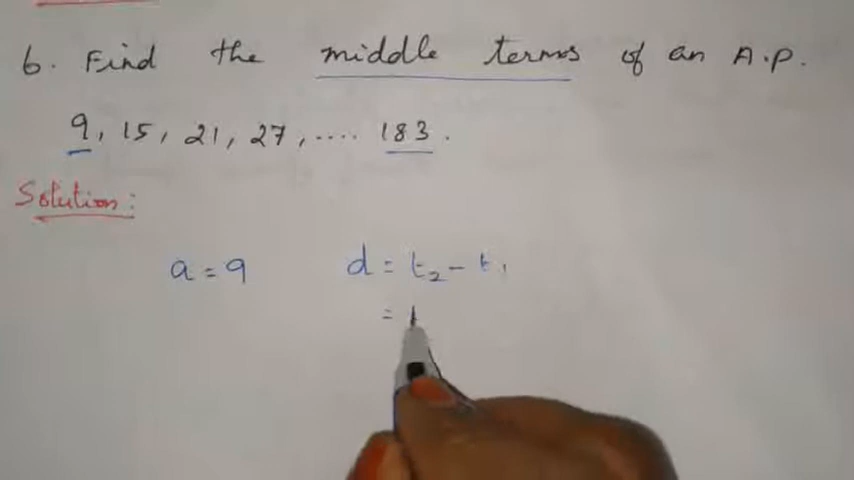 6. Find the middle terms of an A.P.
9, 15, 21, 27, .... 183.
Solution:
a = 9 d = t₂ - t₁
=